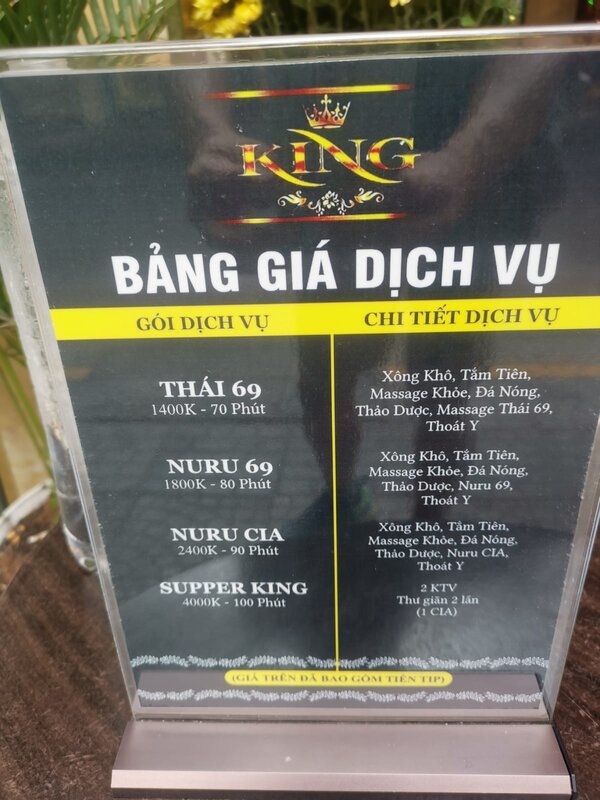 KING
BẢNG GIÁ DỊCH VỤ
GÓI DỊCH VỤ
CHI TIẾT DỊCH VỤ
THÁI 69
1400K - 70 Phút
Xông Khô, Tắm Tiên,
Massage Khỏe, Đá Nóng,
Thảo Dược, Massage Thái 69,
Thoát Y
NURU 69
1800K - 80 Phút
Xông Khô, Tắm Tiên,
Massage Khỏe, Đá Nóng,
Thảo Dược, Nuru 69,
Thoát Y
NURU CIA
2400K - 90 Phút
Xông Khô, Tắm Tiên,
Massage Khỏe, Đá Nóng,
Thảo Dược, Nuru CIA,
Thoát Y
SUPPER KING
4000K - 100 Phút
2 KTV
Thư giãn 2 lần
(1 CIA)
(GIÁ TRÊN ĐÃ BAO GỒM TIỀN TIP)